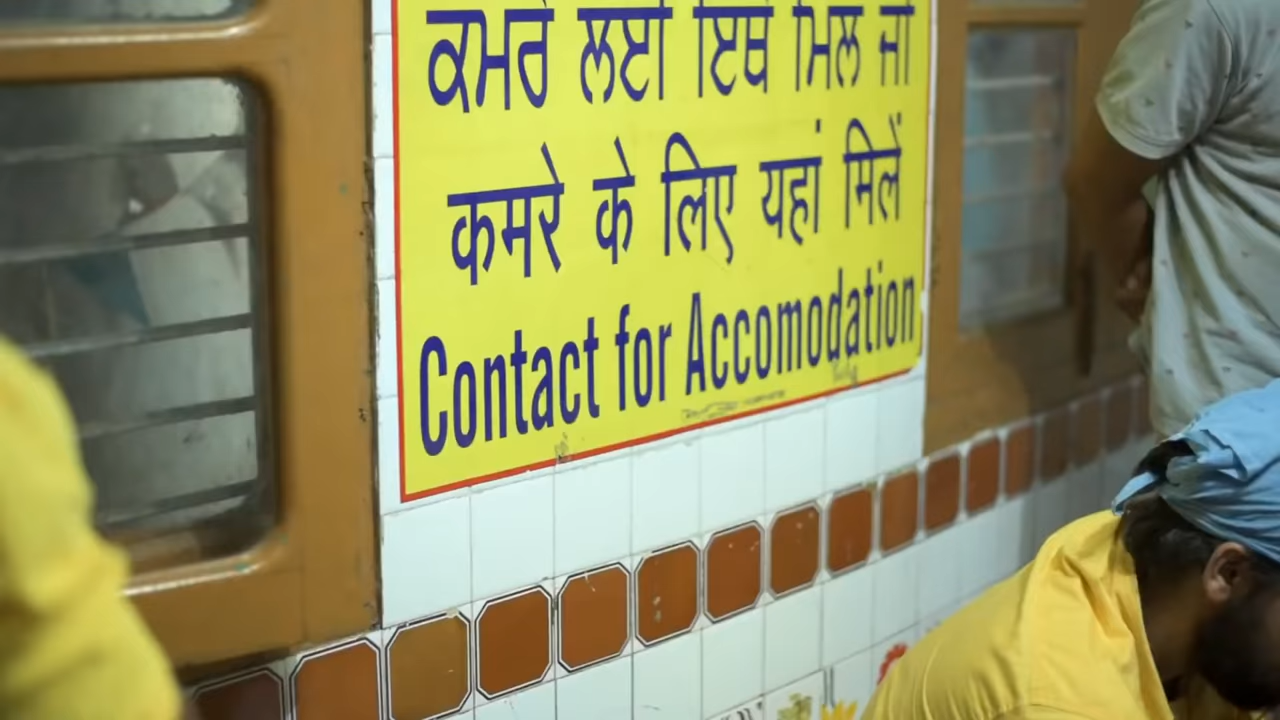 ਕਮਰੇ ਲਈ ਇਥੇ ਮਿਲੋ ਜੀ
कमरे के लिए यहां मिलें
Contact for Accomodation